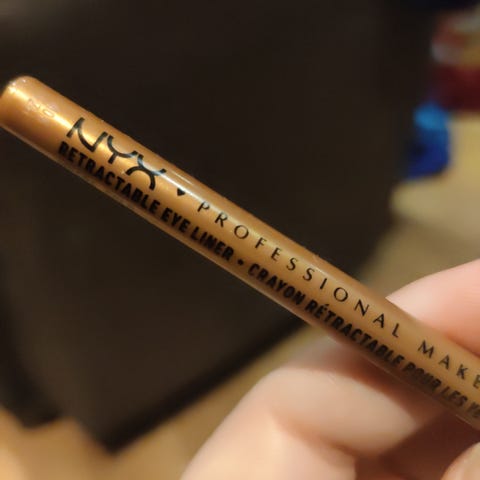 NYX PROFESSIONAL MAKE
RETRACTABLE EYE LINER • CRAYON RÉTRACTABLE POUR LES